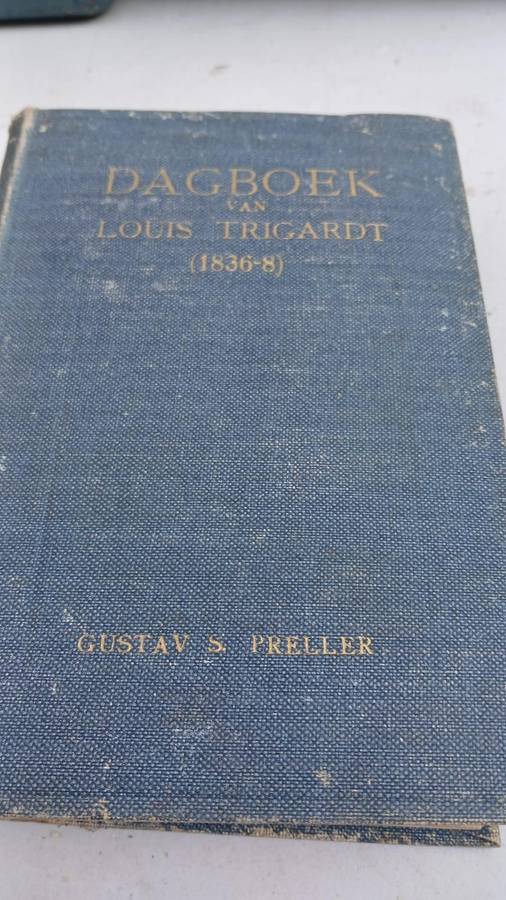 DAGBOEK
VAN
LOUIS TRIGARDT
(1836-8)
GUSTAV S. PRELLER